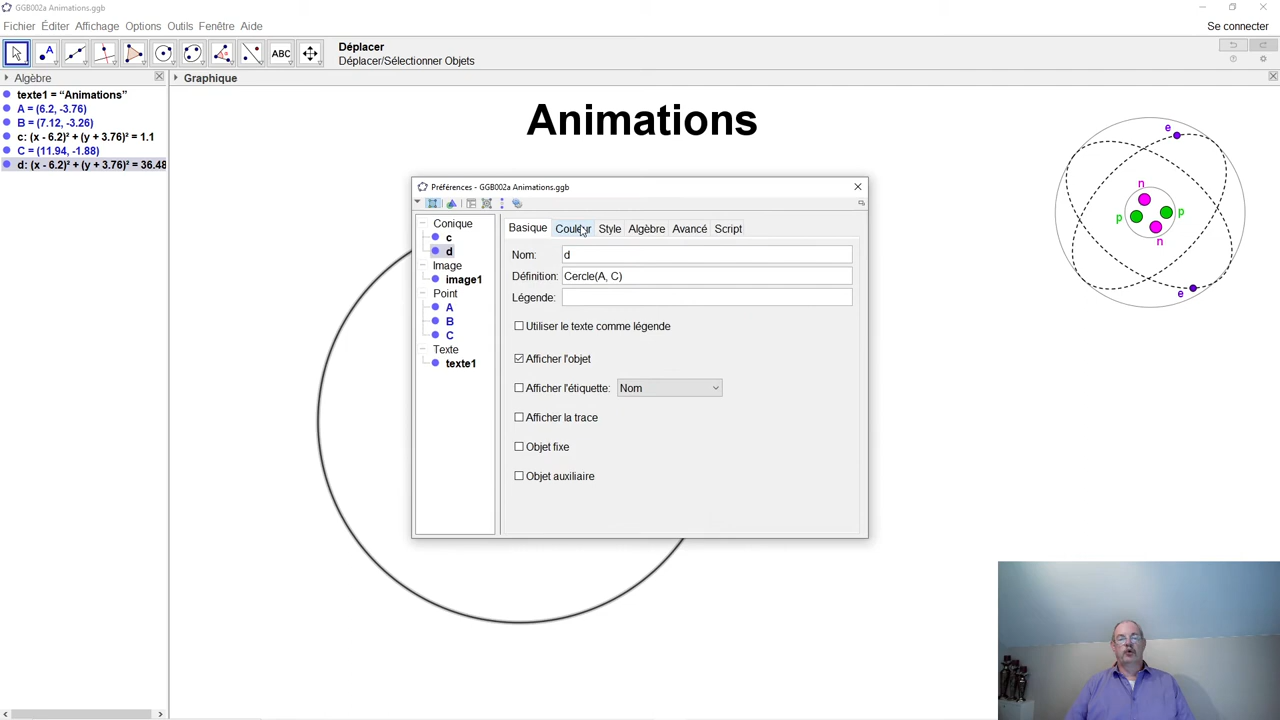 GGB002a Animations.ggb
Fichier Éditer Affichage Options Outils Fenêtre Aide
Se connecter
ABC
Déplacer
Déplacer/Sélectionner Objets
Algèbre
Graphique
texte1 = “Animations”
A = (6.2, -3.76)
B = (7.12, -3.26)
c: (x - 6.2)² + (y + 3.76)² = 1.1
C = (11.94, -1.88)
d: (x - 6.2)² + (y + 3.76)² = 36.48
Animations
e
n
p
p
n
e
Préférences - GGB002a Animations.ggb
Conique
c
d
Image
image1
Point
A
B
C
Texte
texte1
Basique Couleur Style Algèbre Avancé Script
Nom: d
Définition: Cercle(A, C)
Légende:
Utiliser le texte comme légende
Afficher l'objet
Afficher l'étiquette: Nom
Afficher la trace
Objet fixe
Objet auxiliaire